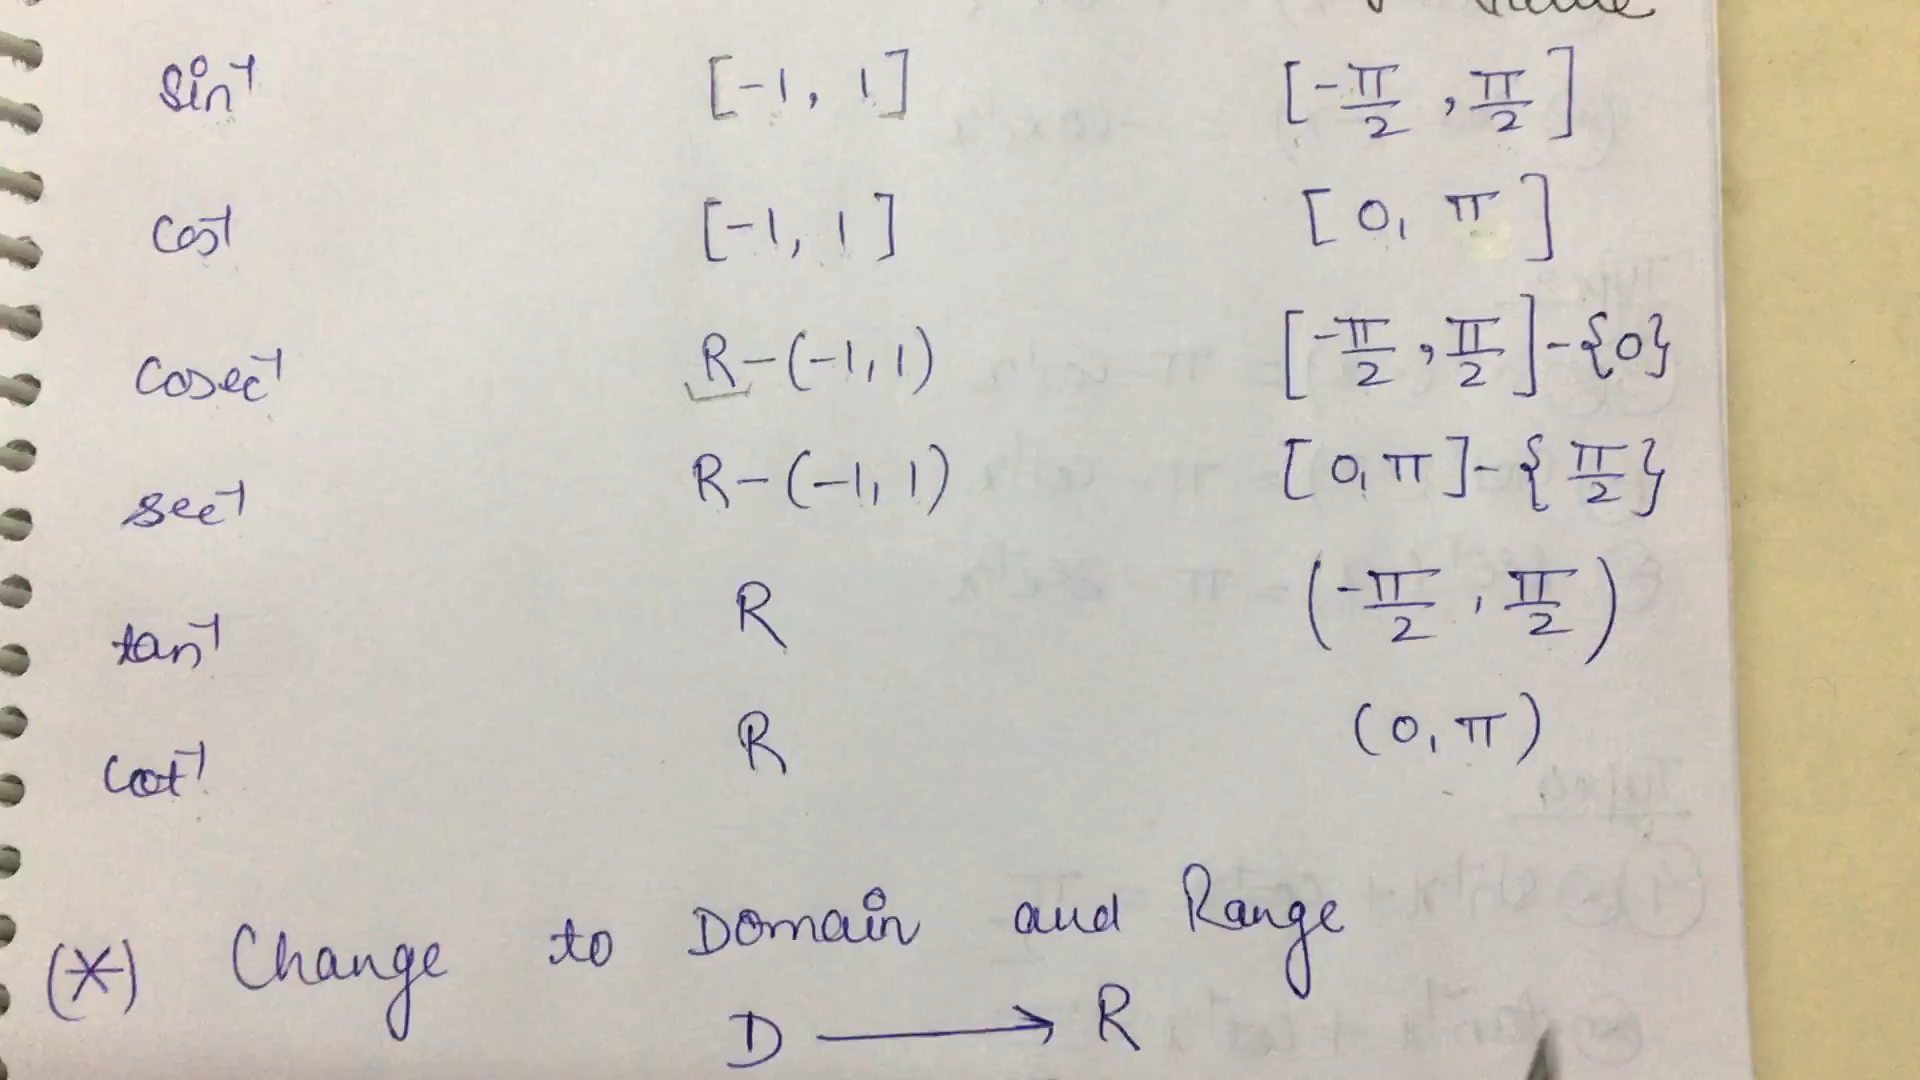 sin⁻¹ [-1, 1] [-π/2, π/2]
cos⁻¹ [-1, 1] [0, π]
cosec⁻¹ R-(-1, 1) [-π/2, π/2]-{0}
sec⁻¹ R-(-1, 1) [0, π]-{π/2}
tan⁻¹ R (-π/2, π/2)
cot⁻¹ R (0, π)
(*) Change to Domain and Range
D → R